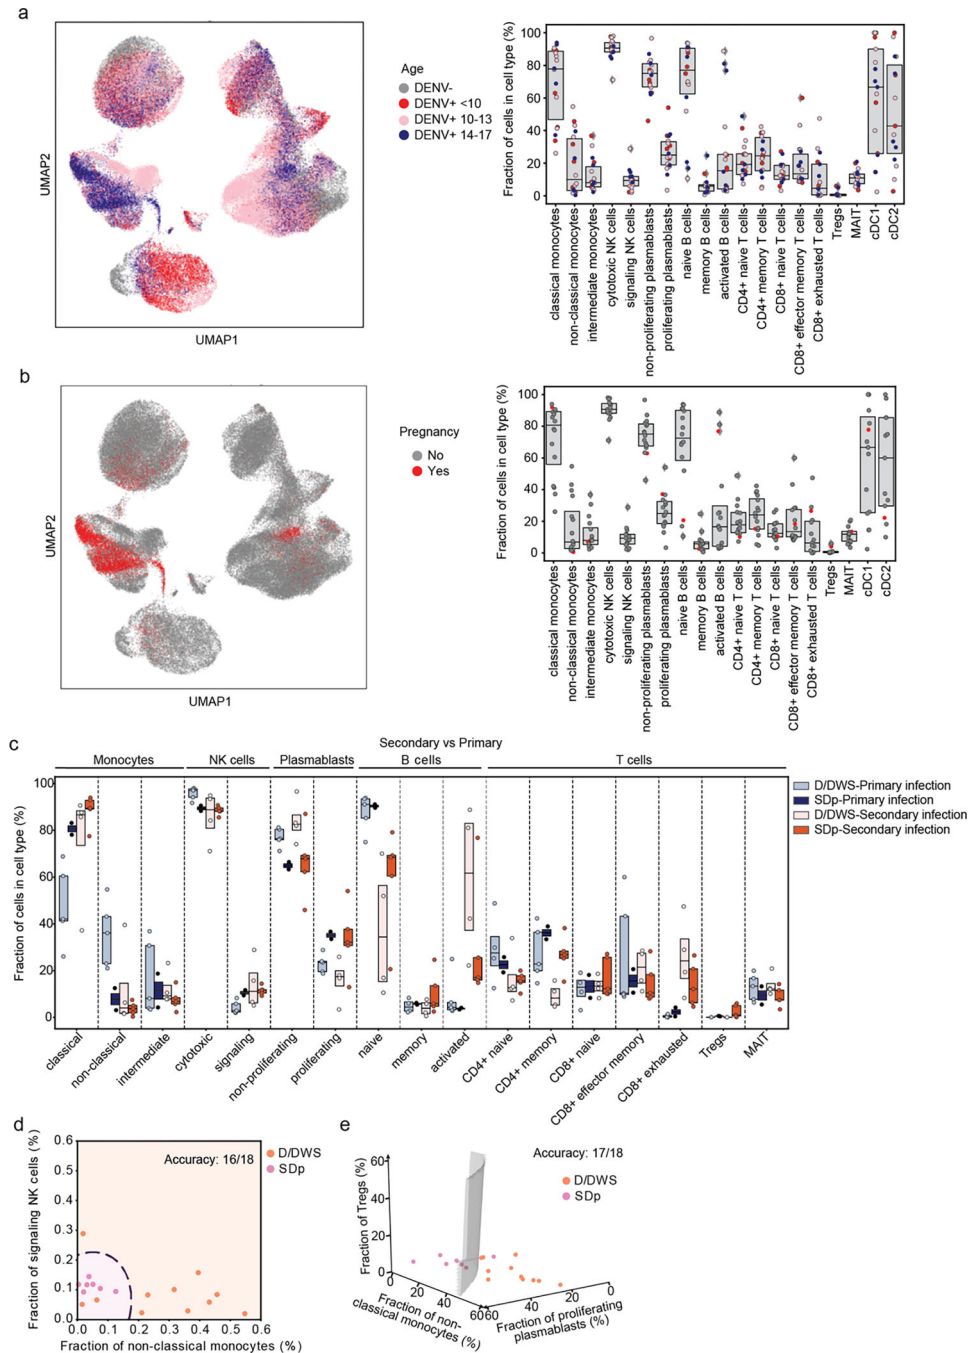 a
UMAP2
UMAP1
Age
DENV-
DENV+ <10
DENV+ 10-13
DENV+ 14-17
Fraction of cells in cell type (%)
100
80
60
40
20
0
classical monocytes
non-classical monocytes
intermediate monocytes
cytotoxic NK cells
signaling NK cells
non-proliferating plasmablasts
proliferating plasmablasts
naive B cells
memory B cells
activated B cells
CD4+ naive T cells
CD4+ memory T cells
CD8+ naive T cells
CD8+ effector memory T cells
CD8+ exhausted T cells
Tregs
MAIT
cDC1
cDC2
b
UMAP2
UMAP1
Pregnancy
No
Yes
Fraction of cells in cell type (%)
100
80
60
40
20
0
classical monocytes
non-classical monocytes
intermediate monocytes
cytotoxic NK cells
signaling NK cells
non-proliferating plasmablasts
proliferating plasmablasts
naive B cells
memory B cells
activated B cells
CD4+ naive T cells
CD4+ memory T cells
CD8+ naive T cells
CD8+ effector memory T cells
CD8+ exhausted T cells
Tregs
MAIT
cDC1
cDC2
c
Secondary vs Primary
Monocytes NK cells Plasmablasts B cells T cells
Fraction of cells in cell type (%)
100
80
60
40
20
0
D/DWS-Primary infection
SDp-Primary infection
D/DWS-Secondary infection
SDp-Secondary infection
classical
non-classical
intermediate
cytotoxic
signaling
non-proliferating
proliferating
naive
memory
activated
CD4+ naive
CD4+ memory
CD8+ naive
CD8+ effector memory
CD8+ exhausted
Tregs
MAIT
d
Fraction of signaling NK cells (%)
0.6
0.5
0.4
0.3
0.2
0.1
0.0
0.0 0.1 0.2 0.3 0.4 0.5 0.6
Fraction of non-classical monocytes (%)
Accuracy: 16/18
D/DWS
SDp
e
Accuracy: 17/18
D/DWS
SDp
Fraction of Tregs (%)
60
40
20
0
0
20
40
60
Fraction of non-
classical monocytes (%)
60
40
20
0
Fraction of proliferating
plasmablasts (%)